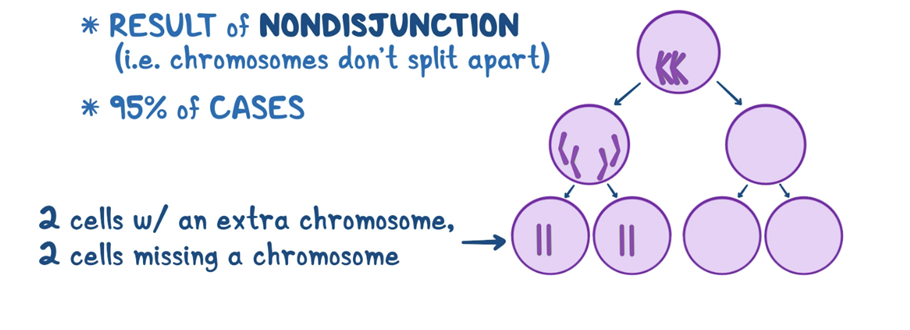 * RESULT of NONDISJUNCTION
(i.e. chromosomes don't split apart)
* 95% of CASES
2 cells w/ an extra chromosome,
2 cells missing a chromosome